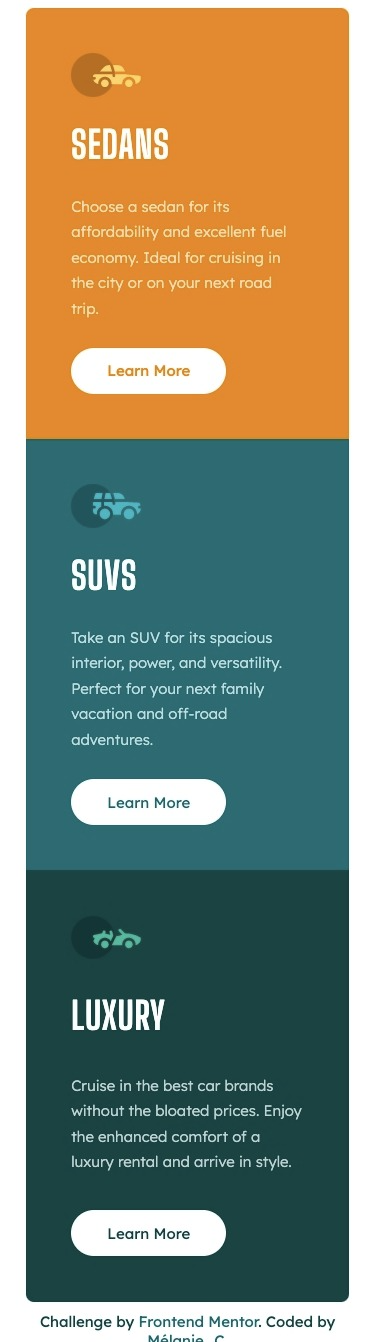 SEDANS
Choose a sedan for its
affordability and excellent fuel
economy. Ideal for cruising in
the city or on your next road
trip.
Learn More
SUVS
Take an SUV for its spacious
interior, power, and versatility.
Perfect for your next family
vacation and off-road
adventures.
Learn More
LUXURY
Cruise in the best car brands
without the bloated prices. Enjoy
the enhanced comfort of a
luxury rental and arrive in style.
Learn More
Challenge by Frontend Mentor. Coded by
Mélanie